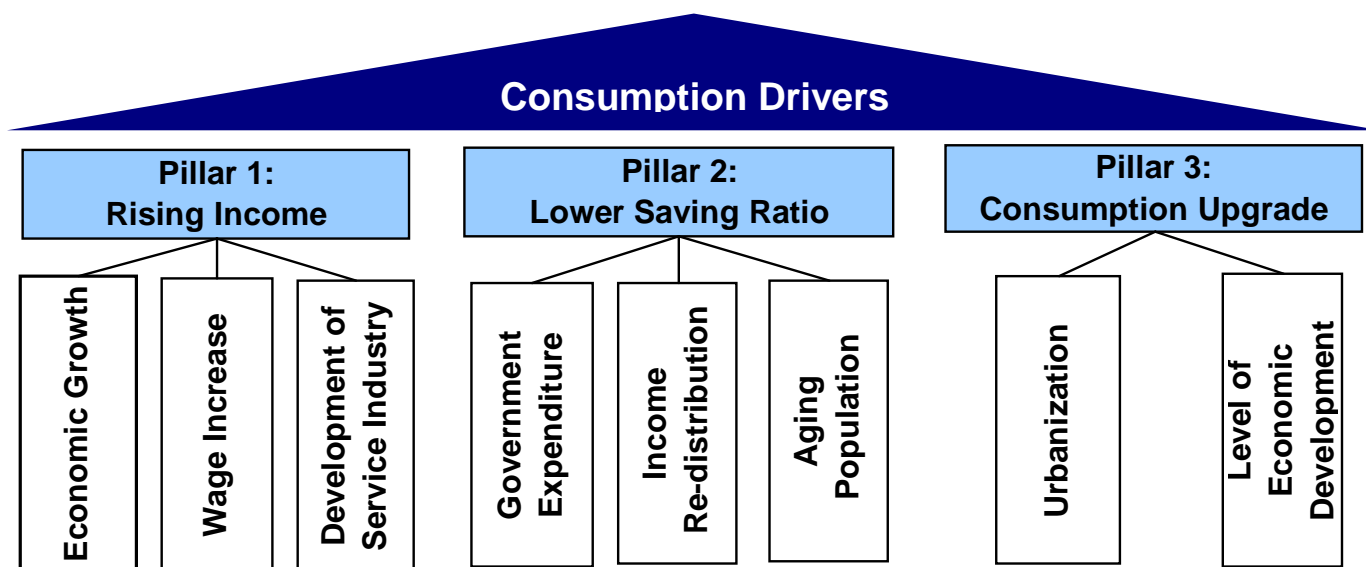 Consumption Drivers
Pillar 1:
Rising Income
Pillar 2:
Lower Saving Ratio
Pillar 3:
Consumption Upgrade
Economic Growth
Wage Increase
Development of
Service Industry
Government
Expenditure
Income
Re-distribution
Aging
Population
Urbanization
Level of
Economic
Development